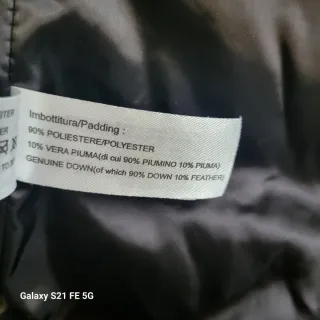 Imbottitura/Padding :
90% POLIESTERE/POLYESTER
10% VERA PIUMA(di cui 90% PIUMINO 10% PIUMA)
GENUINE DOWN(of which 90% DOWN 10% FEATHER)
Galaxy S21 FE 5G